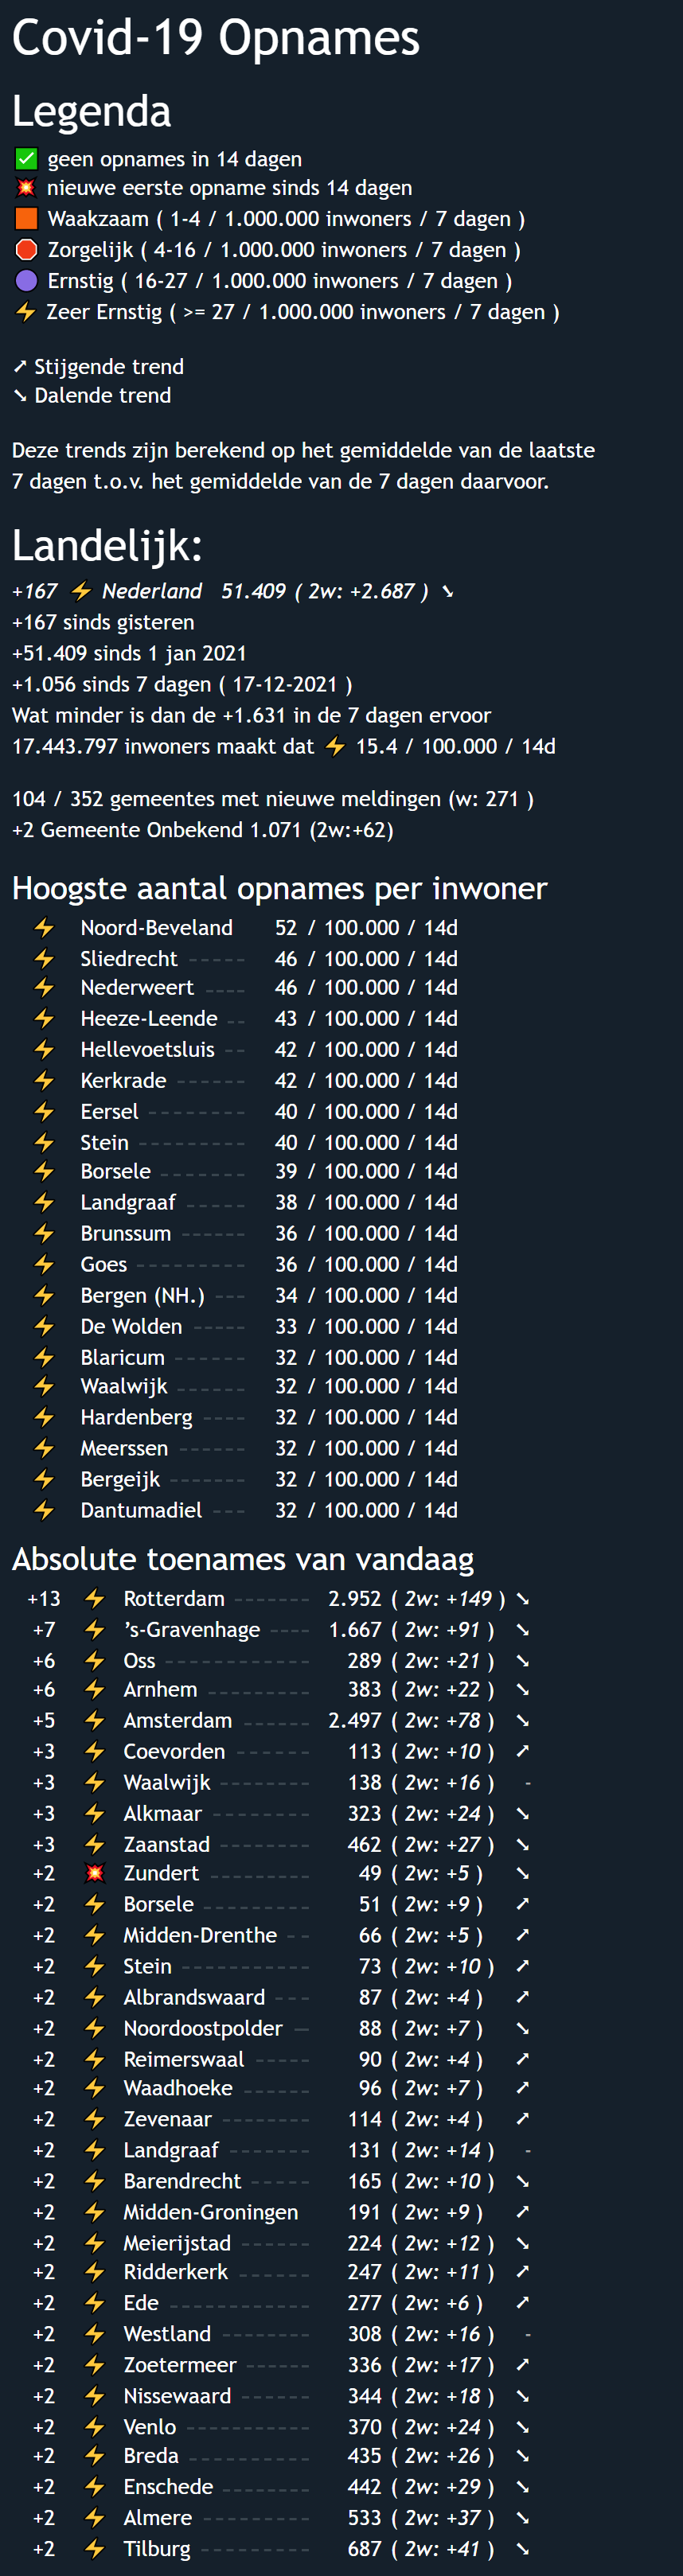 Covid-19 Opnames
Legenda
✅ geen opnames in 14 dagen
💥 nieuwe eerste opname sinds 14 dagen
🟧 Waakzaam ( 1-4 / 1.000.000 inwoners / 7 dagen )
🛑 Zorgelijk ( 4-16 / 1.000.000 inwoners / 7 dagen )
🟣 Ernstig ( 16-27 / 1.000.000 inwoners / 7 dagen )
⚡ Zeer Ernstig ( >= 27 / 1.000.000 inwoners / 7 dagen )
➚ Stijgende trend
➘ Dalende trend
Deze trends zijn berekend op het gemiddelde van de laatste
7 dagen t.o.v. het gemiddelde van de 7 dagen daarvoor.
Landelijk:
+167 ⚡ Nederland 51.409 ( 2w: +2.687 ) ➘
+167 sinds gisteren
+51.409 sinds 1 jan 2021
+1.056 sinds 7 dagen ( 17-12-2021 )
Wat minder is dan de +1.631 in de 7 dagen ervoor
17.443.797 inwoners maakt dat ⚡ 15.4 / 100.000 / 14d
104 / 352 gemeentes met nieuwe meldingen (w: 271 )
+2 Gemeente Onbekend 1.071 (2w:+62)
Hoogste aantal opnames per inwoner
⚡ Noord-Beveland 52 / 100.000 / 14d
⚡ Sliedrecht ----- 46 / 100.000 / 14d
⚡ Nederweert ---- 46 / 100.000 / 14d
⚡ Heeze-Leende -- 43 / 100.000 / 14d
⚡ Hellevoetsluis -- 42 / 100.000 / 14d
⚡ Kerkrade ------ 42 / 100.000 / 14d
⚡ Eersel -------- 40 / 100.000 / 14d
⚡ Stein --------- 40 / 100.000 / 14d
⚡ Borsele ------- 39 / 100.000 / 14d
⚡ Landgraaf ----- 38 / 100.000 / 14d
⚡ Brunssum ------ 36 / 100.000 / 14d
⚡ Goes --------- 36 / 100.000 / 14d
⚡ Bergen (NH.) --- 34 / 100.000 / 14d
⚡ De Wolden ----- 33 / 100.000 / 14d
⚡ Blaricum ------ 32 / 100.000 / 14d
⚡ Waalwijk ------ 32 / 100.000 / 14d
⚡ Hardenberg ---- 32 / 100.000 / 14d
⚡ Meerssen ------ 32 / 100.000 / 14d
⚡ Bergeijk ------- 32 / 100.000 / 14d
⚡ Dantumadiel --- 32 / 100.000 / 14d
Absolute toenames van vandaag
+13 ⚡ Rotterdam ------- 2.952 ( 2w: +149 ) ➘
+7 ⚡ 's-Gravenhage ---- 1.667 ( 2w: +91 ) ➘
+6 ⚡ Oss ------------- 289 ( 2w: +21 ) ➘
+6 ⚡ Arnhem --------- 383 ( 2w: +22 ) ➘
+5 ⚡ Amsterdam ------ 2.497 ( 2w: +78 ) ➘
+3 ⚡ Coevorden ------- 113 ( 2w: +10 ) ➚
+3 ⚡ Waalwijk -------- 138 ( 2w: +16 ) -
+3 ⚡ Alkmaar --------- 323 ( 2w: +24 ) ➘
+3 ⚡ Zaanstad -------- 462 ( 2w: +27 ) ➘
+2 💥 Zundert --------- 49 ( 2w: +5 ) ➘
+2 ⚡ Borsele ---------- 51 ( 2w: +9 ) ➚
+2 ⚡ Midden-Drenthe -- 66 ( 2w: +5 ) ➚
+2 ⚡ Stein ----------- 73 ( 2w: +10 ) ➚
+2 ⚡ Albrandswaard --- 87 ( 2w: +4 ) ➚
+2 ⚡ Noordoostpolder — 88 ( 2w: +7 ) ➘
+2 ⚡ Reimerswaal ----- 90 ( 2w: +4 ) ➚
+2 ⚡ Waadhoeke ------ 96 ( 2w: +7 ) ➚
+2 ⚡ Zevenaar -------- 114 ( 2w: +4 ) ➚
+2 ⚡ Landgraaf ------- 131 ( 2w: +14 ) -
+2 ⚡ Barendrecht ----- 165 ( 2w: +10 ) ➘
+2 ⚡ Midden-Groningen 191 ( 2w: +9 ) ➚
+2 ⚡ Meierijstad ------ 224 ( 2w: +12 ) ➘
+2 ⚡ Ridderkerk ------ 247 ( 2w: +11 ) ➚
+2 ⚡ Ede ------------ 277 ( 2w: +6 ) ➚
+2 ⚡ Westland -------- 308 ( 2w: +16 ) -
+2 ⚡ Zoetermeer ------ 336 ( 2w: +17 ) ➚
+2 ⚡ Nissewaard ------ 344 ( 2w: +18 ) ➘
+2 ⚡ Venlo ----------- 370 ( 2w: +24 ) ➘
+2 ⚡ Breda ---------- 435 ( 2w: +26 ) ➘
+2 ⚡ Enschede -------- 442 ( 2w: +29 ) ➘
+2 ⚡ Almere --------- 533 ( 2w: +37 ) ➘
+2 ⚡ Tilburg ---------- 687 ( 2w: +41 ) ➘